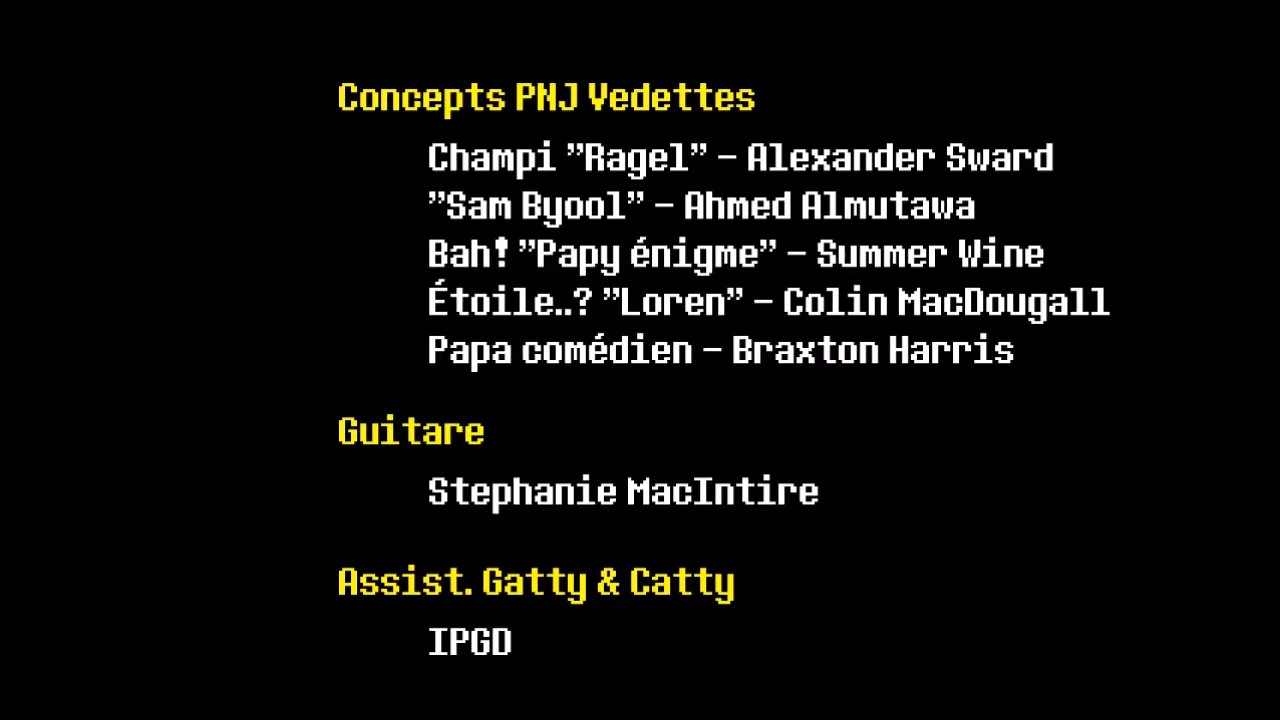 Concepts PNJ Vedettes
Champi ”Ragel” – Alexander Sward
”Sam Byool” – Ahmed Almutawa
Bah! ”Papy énigme” – Summer Wine
Étoile..? ”Loren” – Colin MacDougall
Papa comédien – Braxton Harris
Guitare
Stephanie MacIntire
Assist. Gatty & Catty
IPGD